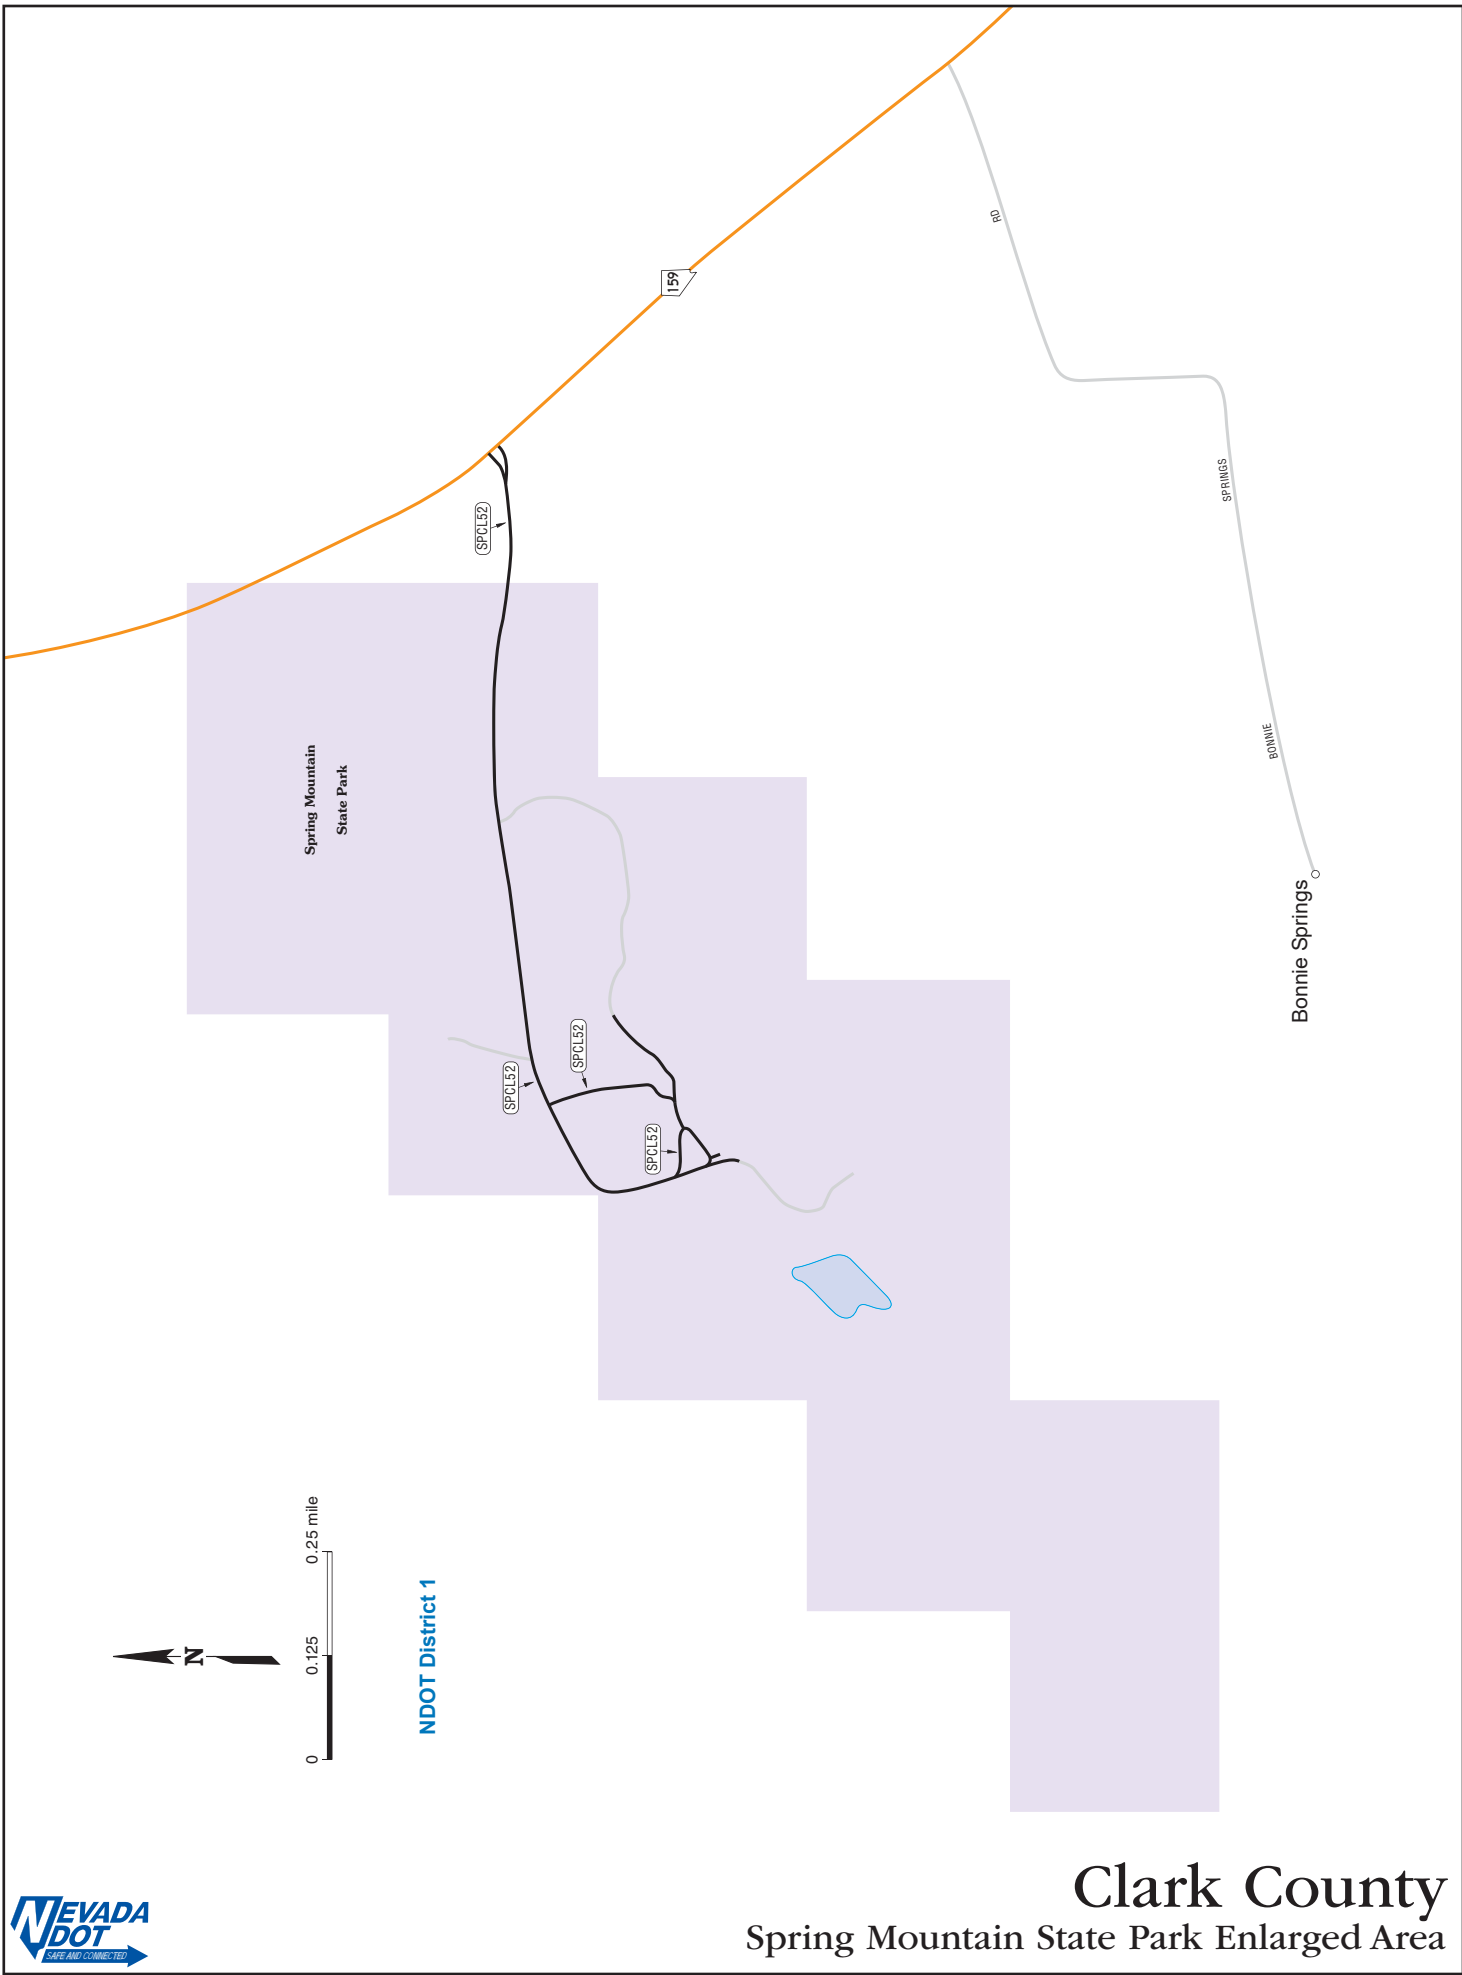 RD
159
SPRINGS
SPCL52
BONNIE
Spring Mountain
State Park
Bonnie Springs
SPCL52
SPCL52
SPCL52
0
0.125
0.25 mile
N
NDOT District 1
Clark County
Spring Mountain State Park Enlarged Area
NEVADA
DOT
SAFE AND CONNECTED